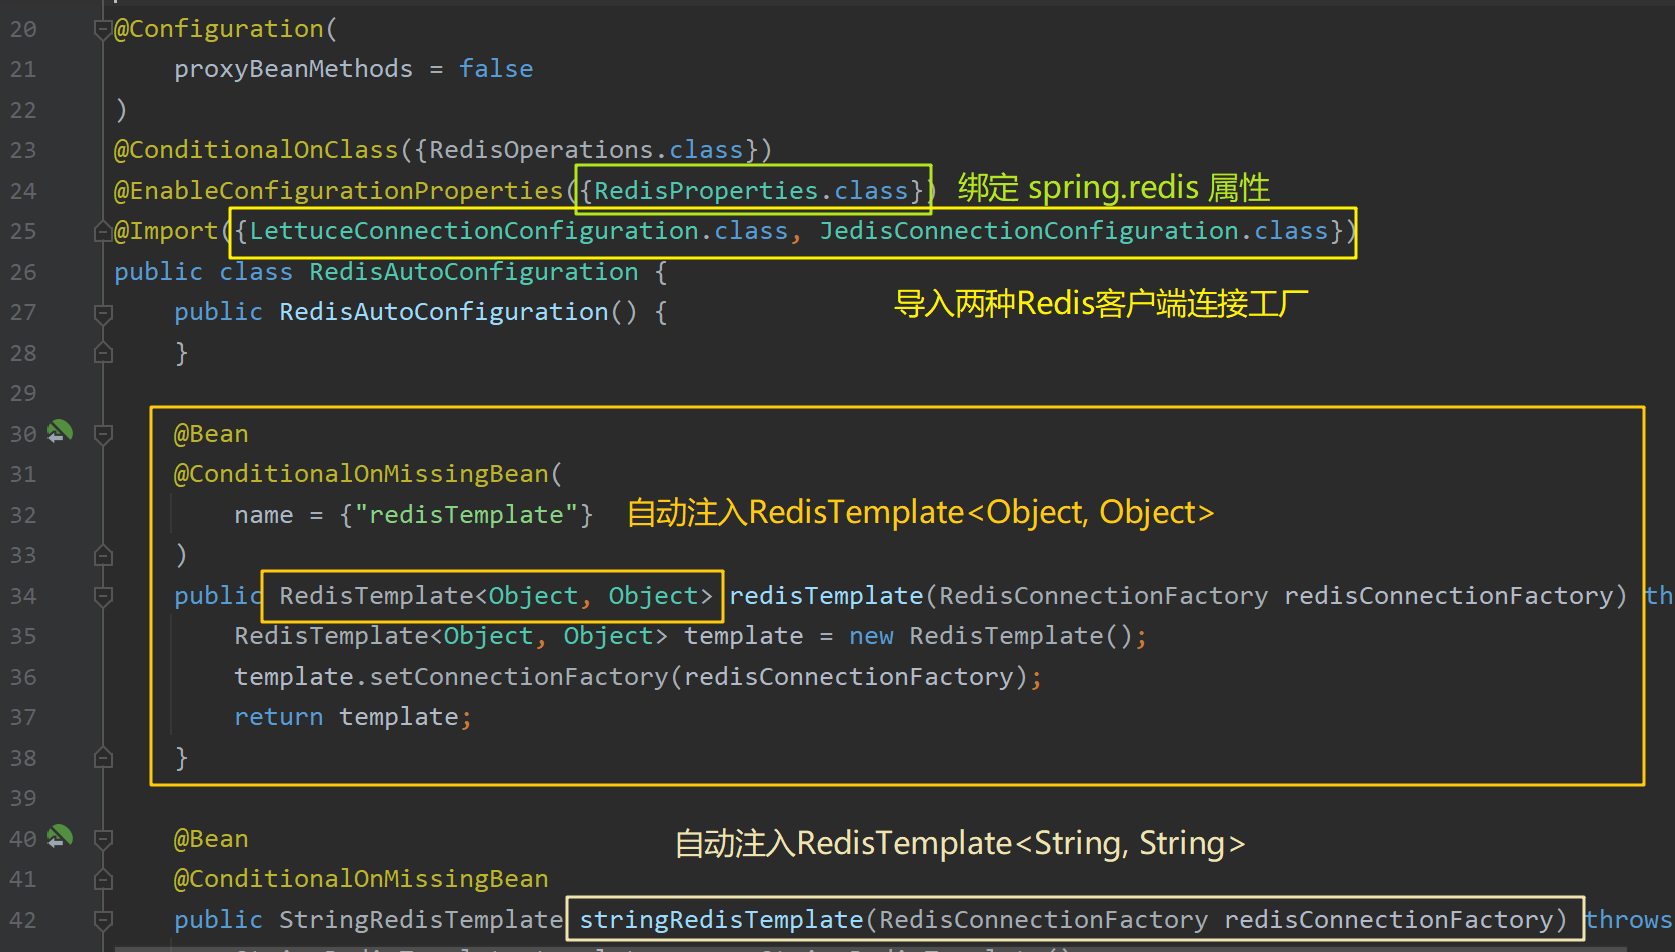 20 @Configuration(
21 proxyBeanMethods = false
22 )
23 @ConditionalOnClass({RedisOperations.class})
24 @EnableConfigurationProperties({RedisProperties.class}) 绑定 spring.redis 属性
25 @Import({LettuceConnectionConfiguration.class, JedisConnectionConfiguration.class})
26 public class RedisAutoConfiguration {
导入两种Redis客户端连接工厂
27 public RedisAutoConfiguration() {
28 }
29
30 @Bean
31 @ConditionalOnMissingBean(
32 name = {"redisTemplate"} 自动注入RedisTemplate<Object, Object>
33 )
34 public RedisTemplate<Object, Object> redisTemplate(RedisConnectionFactory redisConnectionFactory) th
35 RedisTemplate<Object, Object> template = new RedisTemplate();
36 template.setConnectionFactory(redisConnectionFactory);
37 return template;
38 }
39
40 @Bean 自动注入RedisTemplate<String, String>
41 @ConditionalOnMissingBean
42 public StringRedisTemplate stringRedisTemplate(RedisConnectionFactory redisConnectionFactory) throws